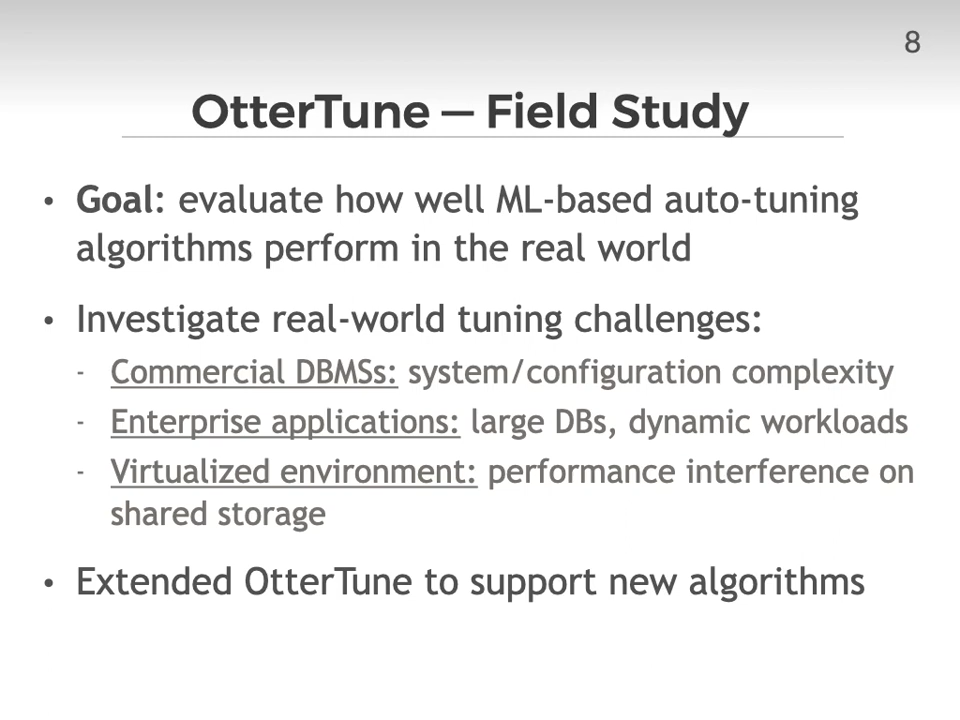 8
OtterTune — Field Study
• Goal: evaluate how well ML-based auto-tuning
algorithms perform in the real world
• Investigate real-world tuning challenges:
- Commercial DBMSs: system/configuration complexity
- Enterprise applications: large DBs, dynamic workloads
- Virtualized environment: performance interference on
shared storage
• Extended OtterTune to support new algorithms